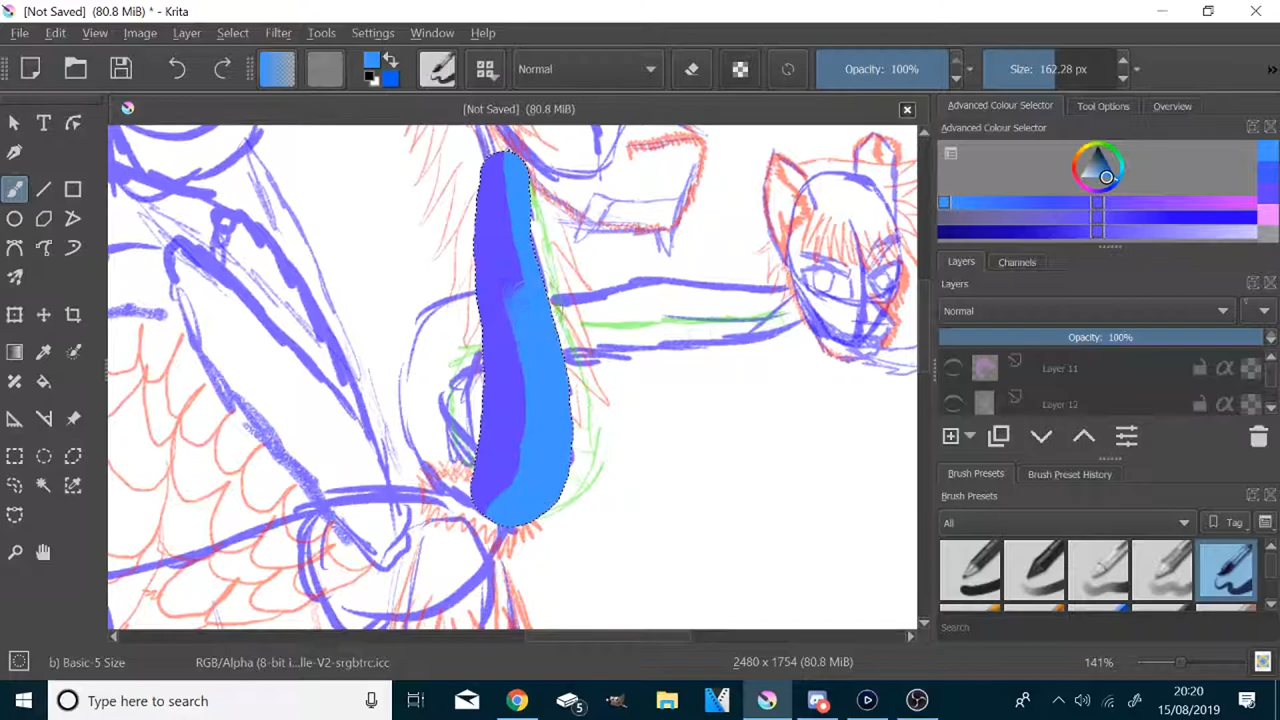 [Not Saved] (80.8 MiB) * - Krita
File Edit View Image Layer Select Filter Tools Settings Window Help
Normal Opacity: 100% Size: 162.28 px
[Not Saved] (80.8 MiB)
Advanced Colour Selector Tool Options Overview
Advanced Colour Selector
Layers Channels
Layers
Normal
Opacity: 100%
Layer 11
Layer 12
Brush Presets Brush Preset History
Brush Presets
All Tag
Search
b) Basic-5 Size RGB/Alpha (8-bit i...lle-V2-srgbtrc.icc 2480 x 1754 (80.8 MiB) 141%
Type here to search 5 20:20
15/08/2019